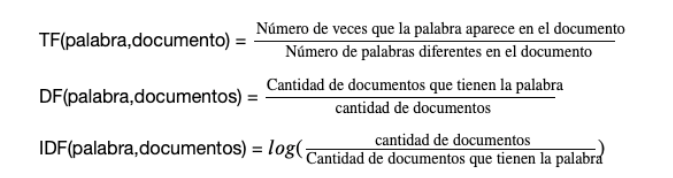 TF(palabra,documento) = Número de veces que la palabra aparece en el documento / Número de palabras diferentes en el documento
DF(palabra,documentos) = Cantidad de documentos que tienen la palabra / cantidad de documentos
IDF(palabra,documentos) = log( cantidad de documentos / Cantidad de documentos que tienen la palabra )